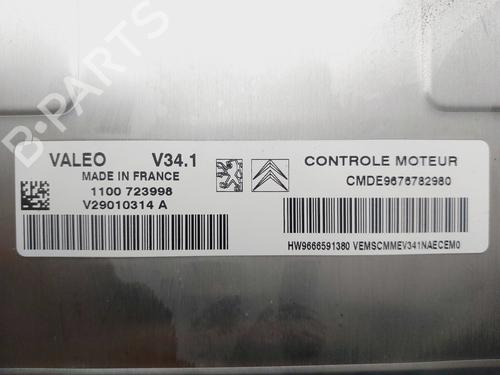 VALEO V34.1
MADE IN FRANCE
1100 723998
V29010314 A
CONTROLE MOTEUR
CMDE9676782980
HW9666591380 VEMSCMMEV341NAECEM0
B-PARTS